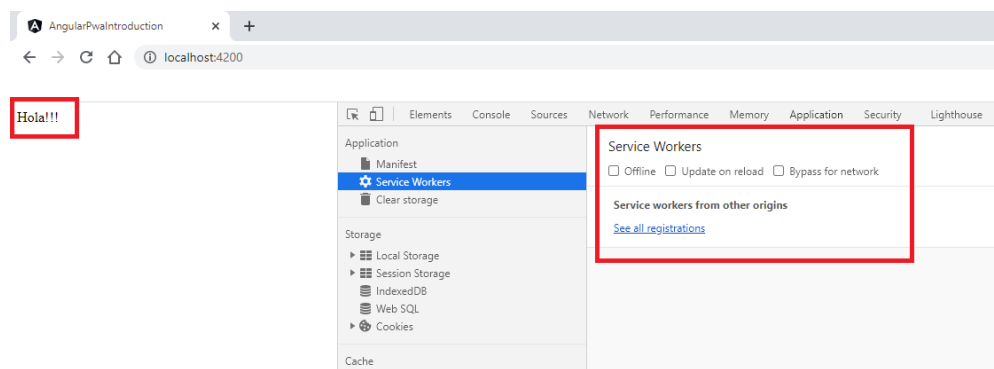 AngularPwaIntroduction
localhost:4200
Hola!!!
Elements Console Sources Network Performance Memory Application Security Lighthouse
Application
Manifest
Service Workers
Clear storage
Storage
Local Storage
Session Storage
IndexedDB
Web SQL
Cookies
Cache
Service Workers
Offline Update on reload Bypass for network
Service workers from other origins
See all registrations